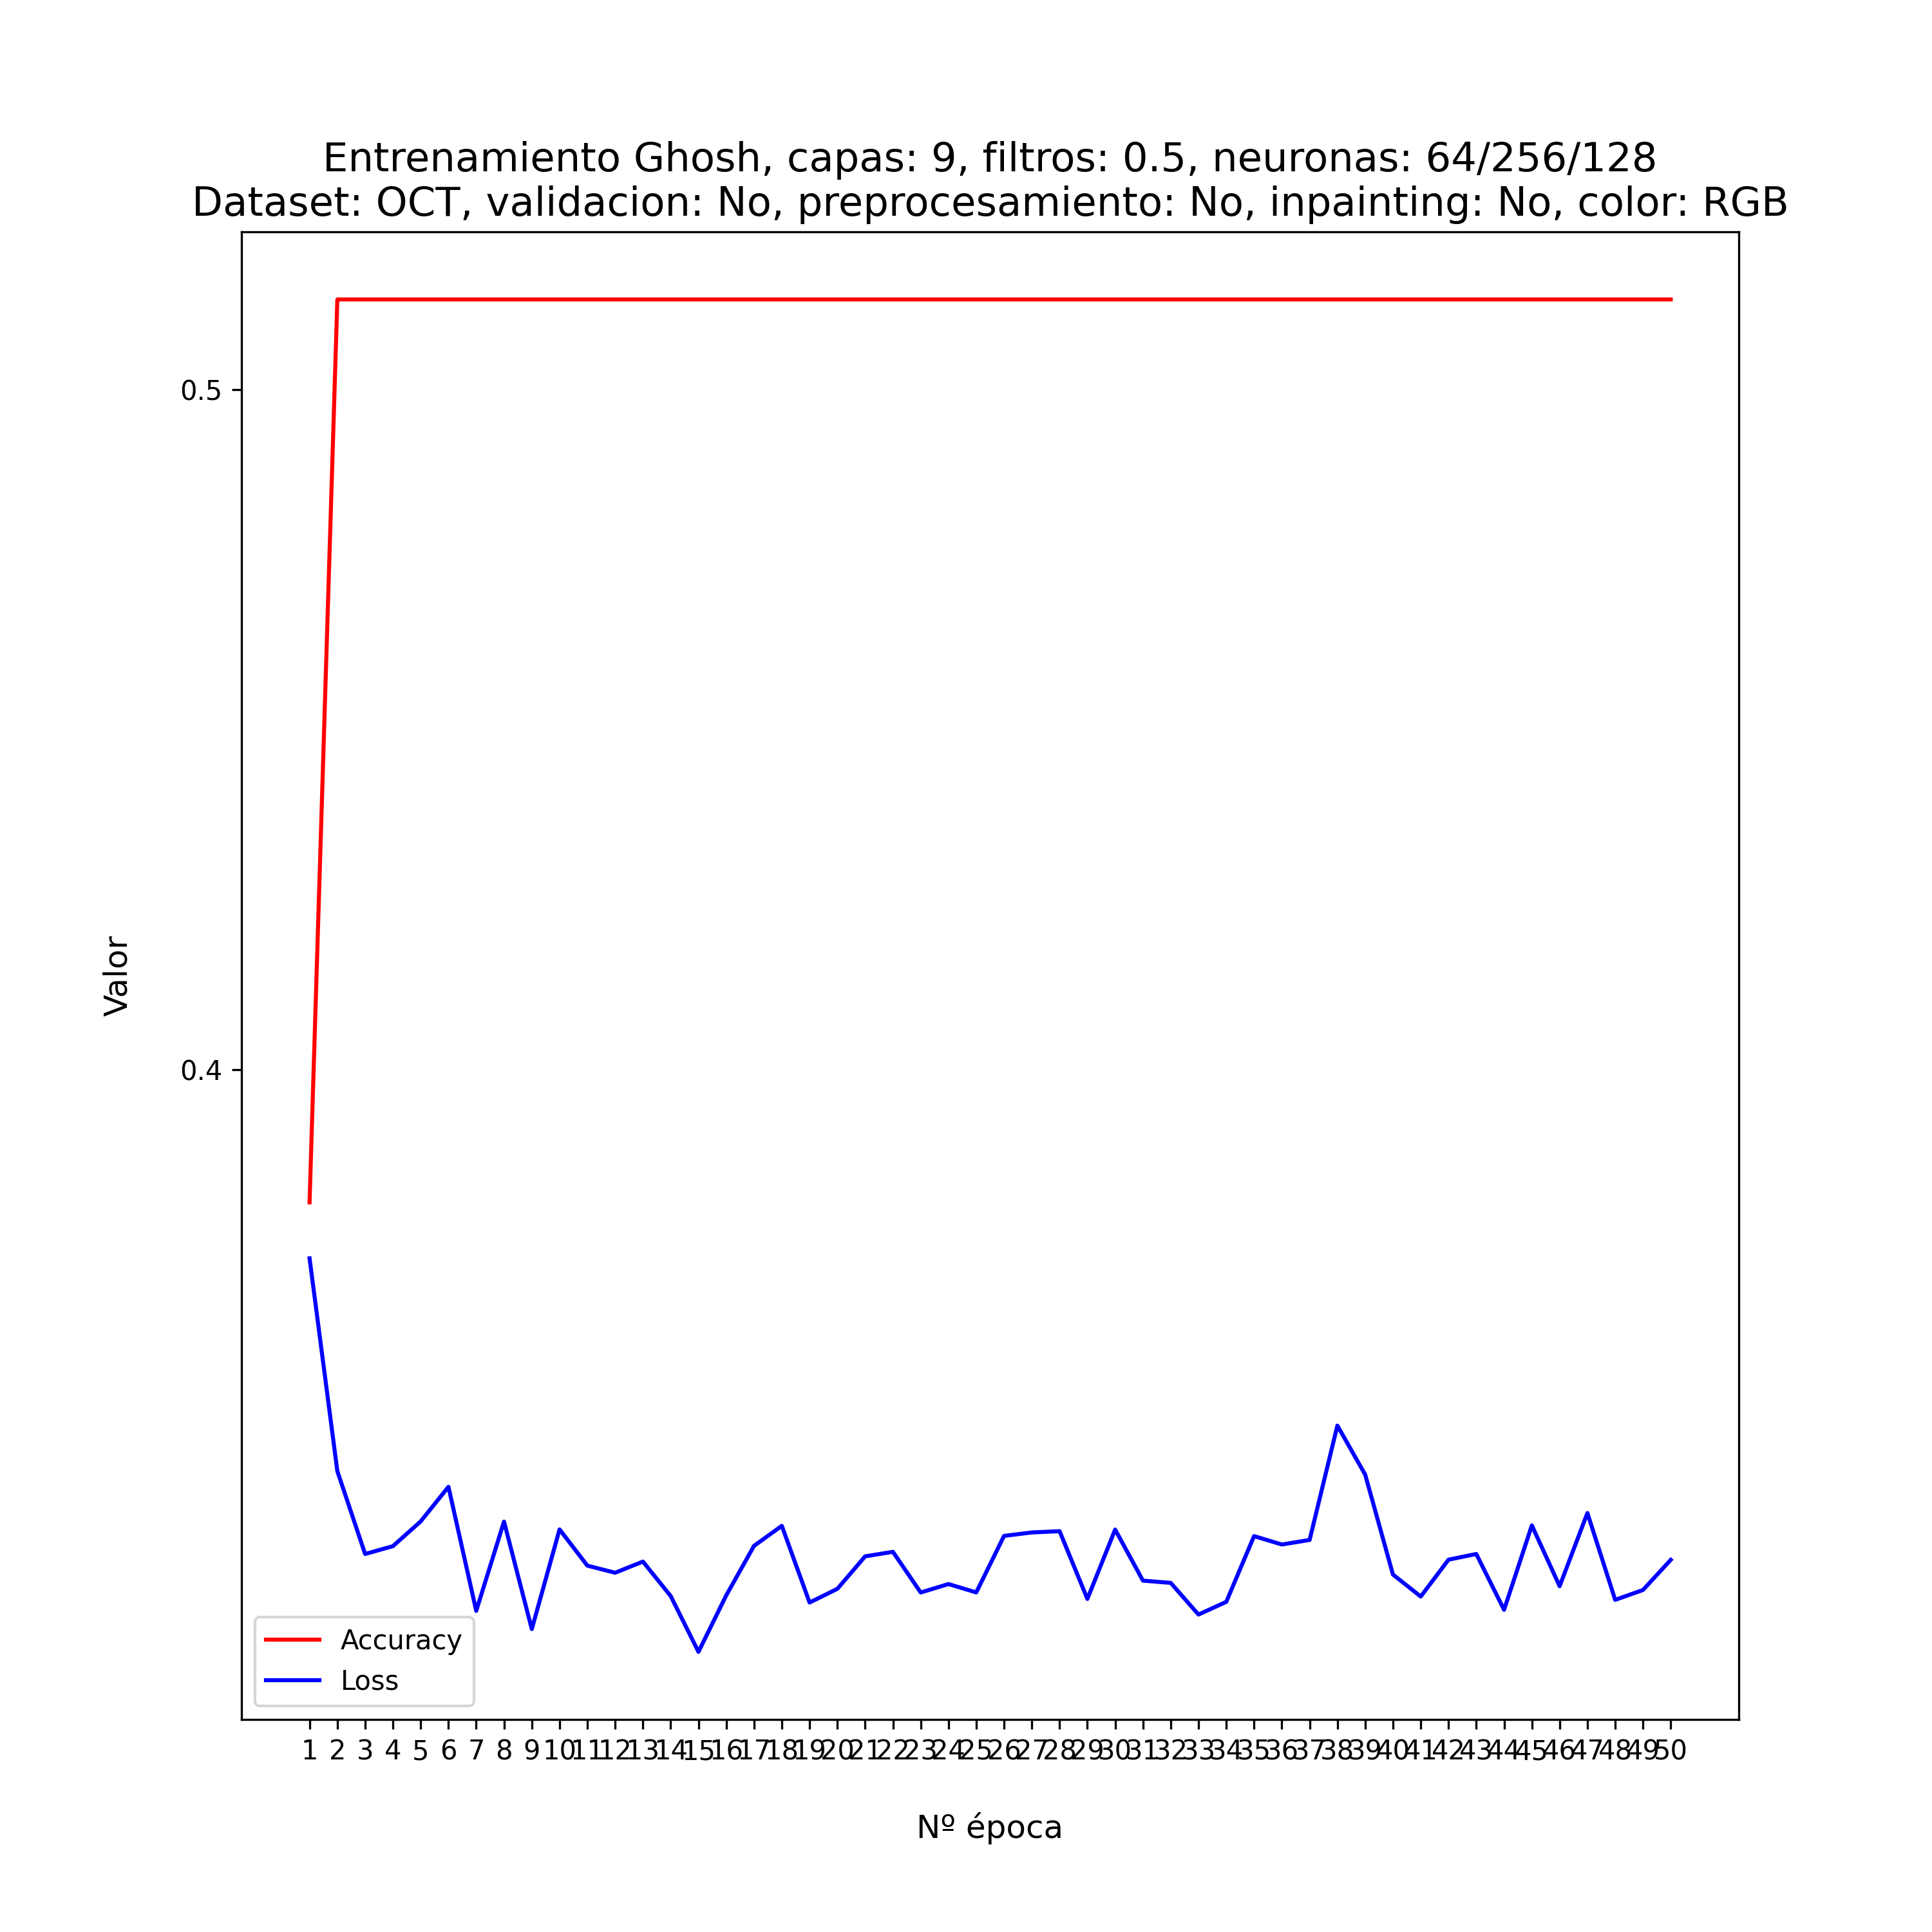 Entrenamiento Ghosh, capas: 9, filtros: 0.5, neuronas: 64/256/128
Dataset: OCT, validacion: No, preprocesamiento: No, inpainting: No, color: RGB
0.5
0.4
Valor
Accuracy
Loss
1 2 3 4 5 6 7 8 9 10 11 12 13 14 15 16 17 18 19 20 21 22 23 24 25 26 27 28 29 30 31 32 33 34 35 36 37 38 39 40 41 42 43 44 45 46 47 48 49 50
Nº época